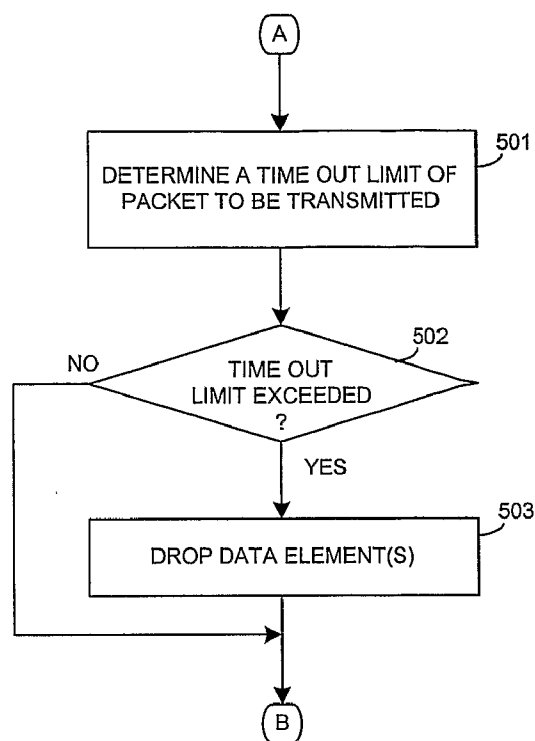 A
501
DETERMINE A TIME OUT LIMIT OF
PACKET TO BE TRANSMITTED
502
NO
TIME OUT
LIMIT EXCEEDED
?
YES
503
DROP DATA ELEMENT(S)
B